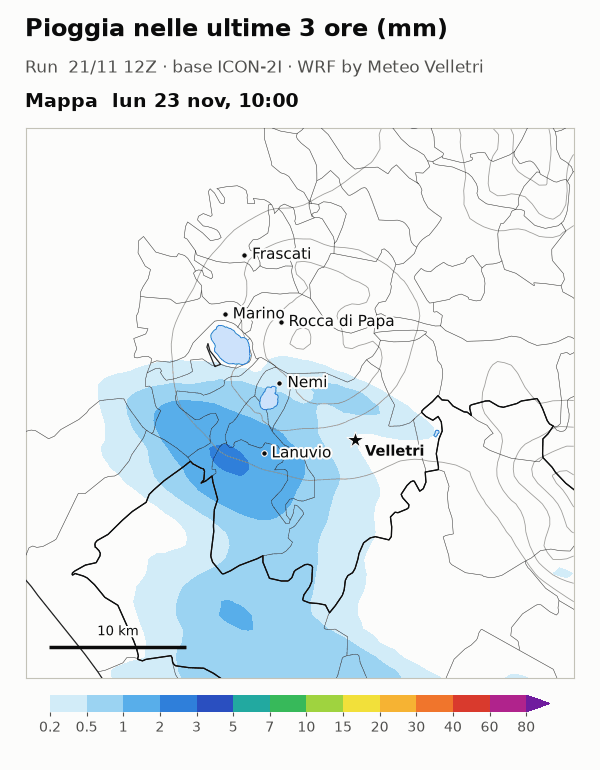 Pioggia nelle ultime 3 ore (mm)
Run 21/11 12Z · base ICON-2I · WRF by Meteo Velletri
Mappa lun 23 nov, 10:00
Frascati
Marino
Rocca di Papa
Nemi
Velletri
Lanuvio
10 km
0.2 0.5 1 2 3 5 7 10 15 20 30 40 60 80